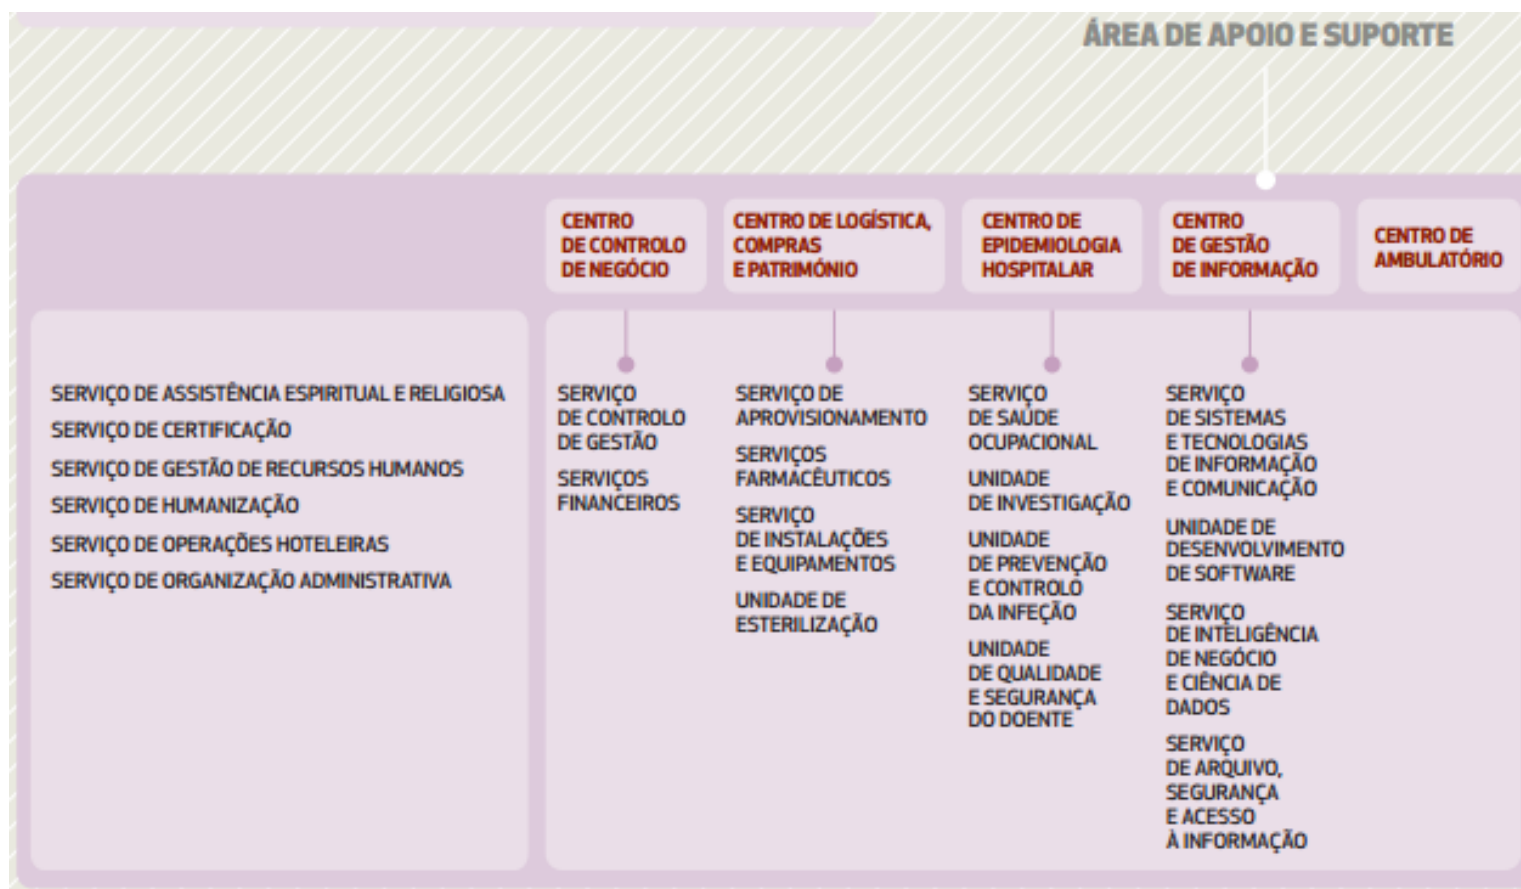 ÁREA DE APOIO E SUPORTE
CENTRO
DE CONTROLO
DE NEGÓCIO
CENTRO DE LOGÍSTICA,
COMPRAS
E PATRIMÓNIO
CENTRO DE
EPIDEMIOLOGIA
HOSPITALAR
CENTRO
DE GESTÃO
DE INFORMAÇÃO
CENTRO DE
AMBULATÓRIO
SERVIÇO DE ASSISTÊNCIA ESPIRITUAL E RELIGIOSA
SERVIÇO DE CERTIFICAÇÃO
SERVIÇO DE GESTÃO DE RECURSOS HUMANOS
SERVIÇO DE HUMANIZAÇÃO
SERVIÇO DE OPERAÇÕES HOTELEIRAS
SERVIÇO DE ORGANIZAÇÃO ADMINISTRATIVA
SERVIÇO
DE CONTROLO
DE GESTÃO
SERVIÇOS
FINANCEIROS
SERVIÇO DE
APROVISIONAMENTO
SERVIÇOS
FARMACÊUTICOS
SERVIÇO
DE INSTALAÇÕES
E EQUIPAMENTOS
UNIDADE DE
ESTERILIZAÇÃO
SERVIÇO
DE SAÚDE
OCUPACIONAL
UNIDADE
DE INVESTIGAÇÃO
UNIDADE
DE PREVENÇÃO
E CONTROLO
DA INFEÇÃO
UNIDADE
DE QUALIDADE
E SEGURANÇA
DO DOENTE
SERVIÇO
DE SISTEMAS
E TECNOLOGIAS
DE INFORMAÇÃO
E COMUNICAÇÃO
UNIDADE DE
DESENVOLVIMENTO
DE SOFTWARE
SERVIÇO
DE INTELIGÊNCIA
DE NEGÓCIO
E CIÊNCIA DE
DADOS
SERVIÇO
DE ARQUIVO,
SEGURANÇA
E ACESSO
À INFORMAÇÃO